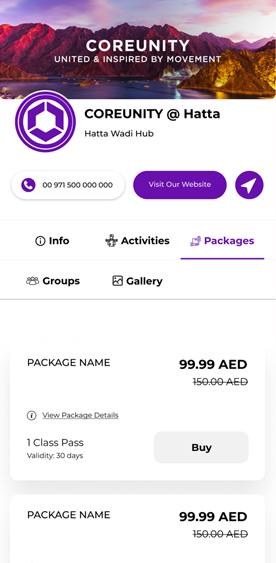 COREUNITY
UNITED & INSPIRED BY MOVEMENT
COREUNITY @ Hatta
Hatta Wadi Hub
00 971 500 000 000
Visit Our Website
Info
Activities
Packages
Groups
Gallery
PACKAGE NAME
99.99 AED
150.00 AED
View Package Details
1 Class Pass
Validity: 30 days
Buy
PACKAGE NAME
99.99 AED
150.00 AED